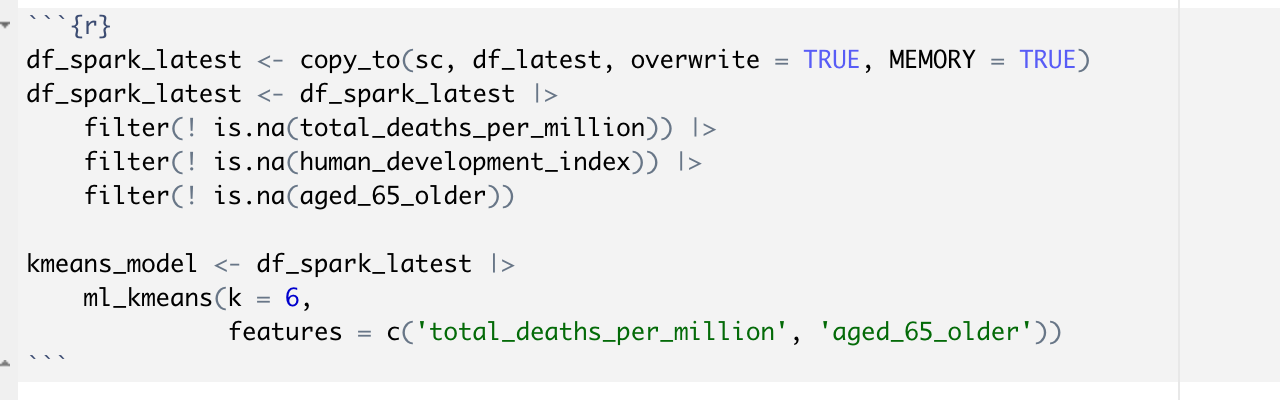 ```{r}
df_spark_latest <- copy_to(sc, df_latest, overwrite = TRUE, MEMORY = TRUE)
df_spark_latest <- df_spark_latest |>
    filter(! is.na(total_deaths_per_million)) |>
    filter(! is.na(human_development_index)) |>
    filter(! is.na(aged_65_older))

kmeans_model <- df_spark_latest |>
    ml_kmeans(k = 6,
              features = c('total_deaths_per_million', 'aged_65_older'))
```